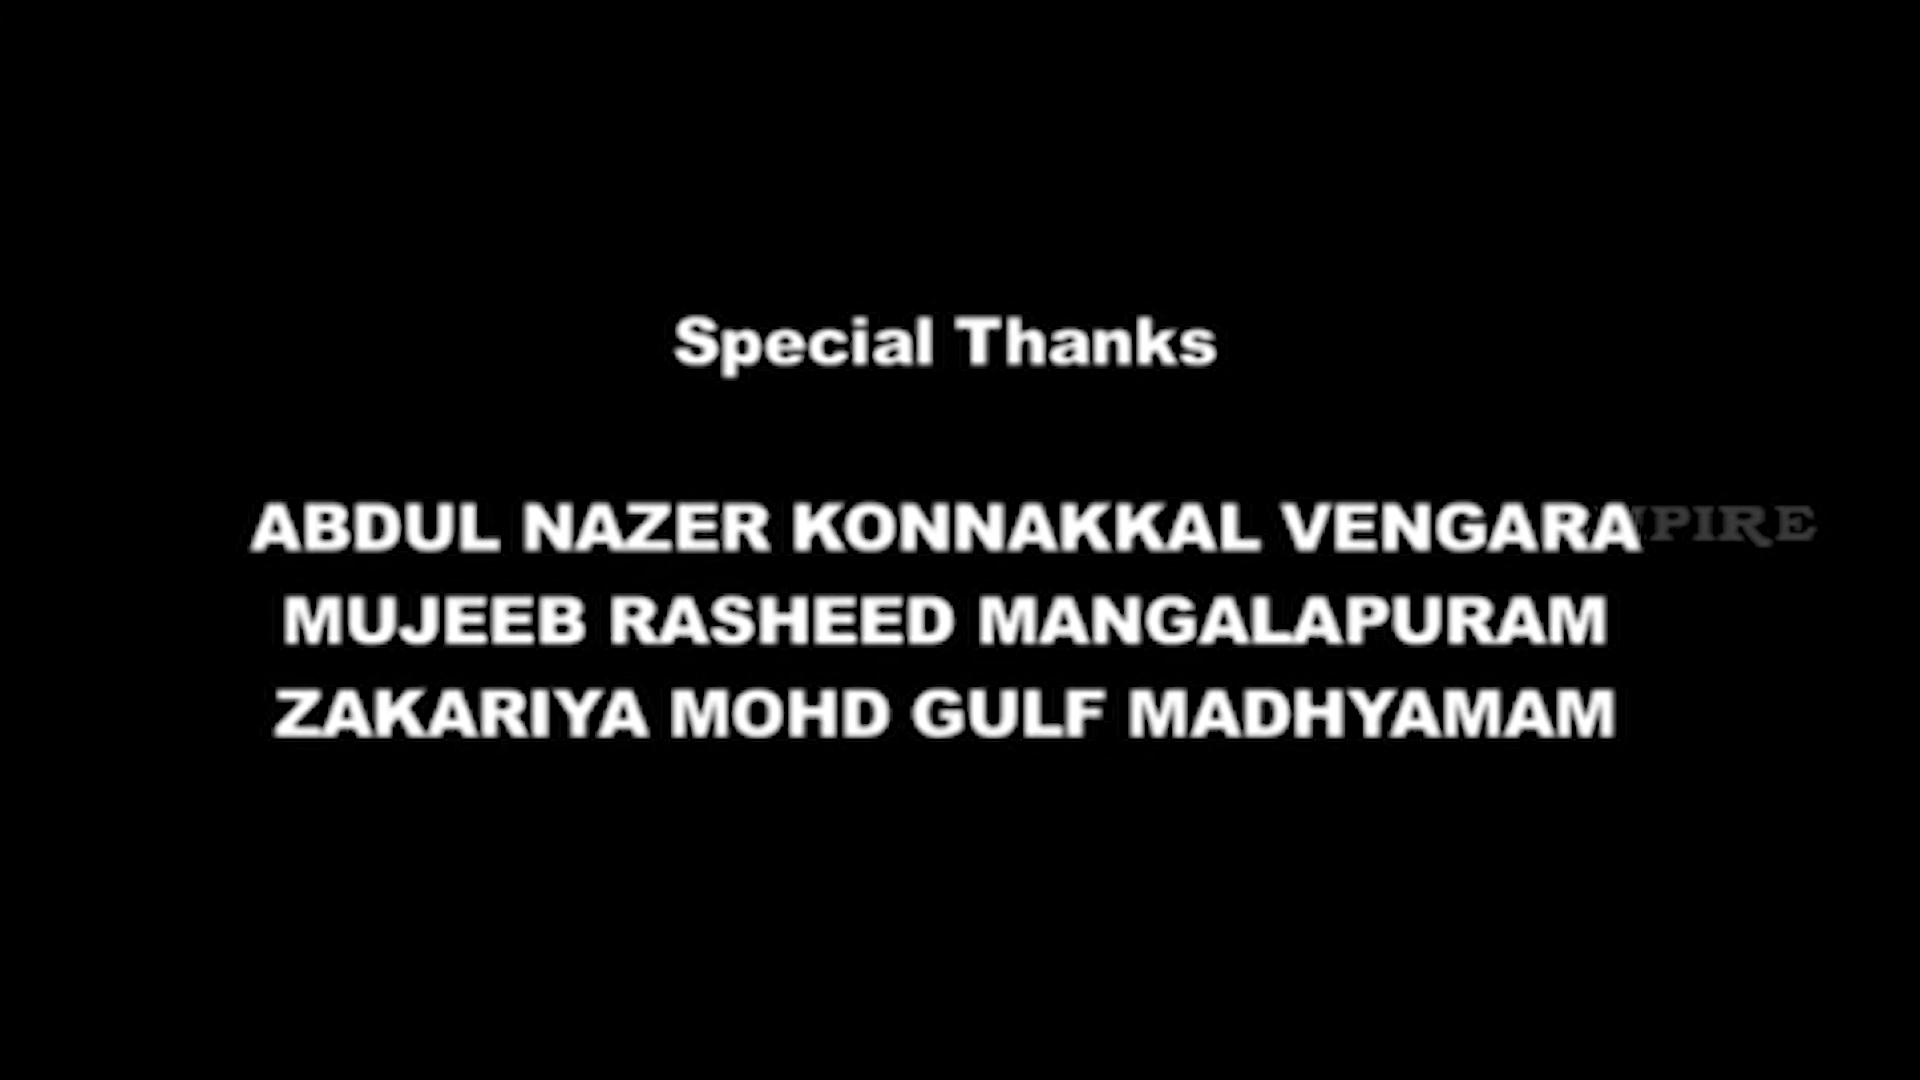 Special Thanks
ABDUL NAZER KONNAKKAL VENGARA
MUJEEB RASHEED MANGALAPURAM
ZAKARIYA MOHD GULF MADHYAMAM